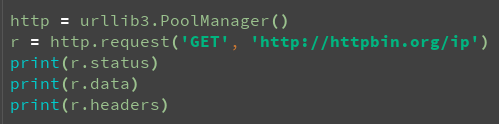 http = urllib3.PoolManager()
r = http.request('GET', 'http://httpbin.org/ip')
print(r.status)
print(r.data)
print(r.headers)